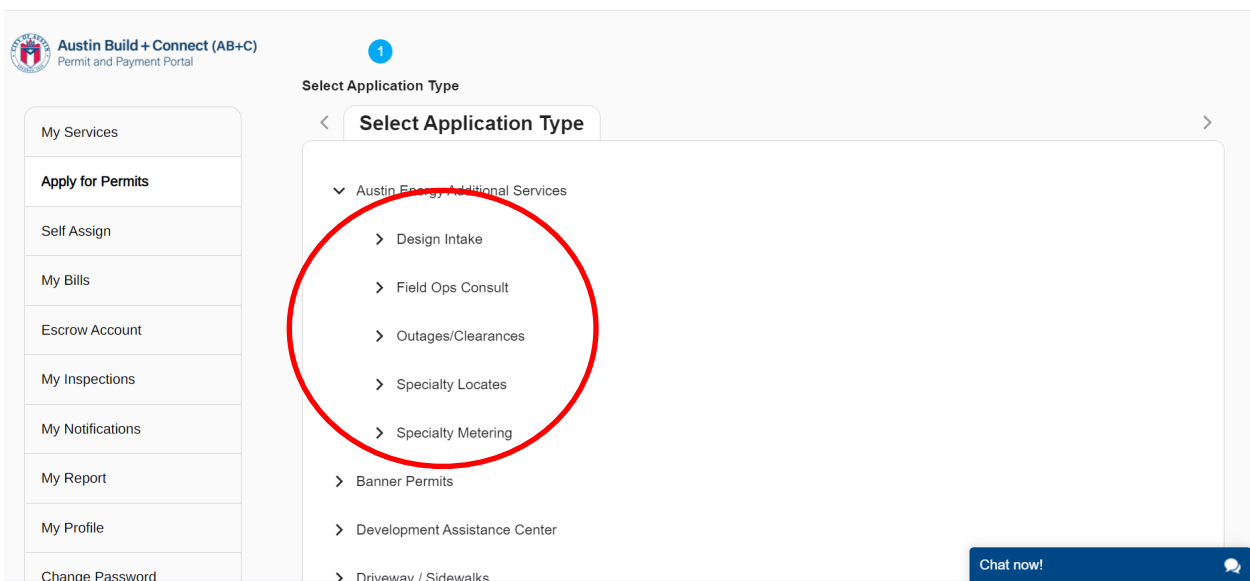 Austin Build + Connect (AB+C)
Permit and Payment Portal
1
Select Application Type
My Services
Apply for Permits
Self Assign
My Bills
Escrow Account
My Inspections
My Notifications
My Report
My Profile
Change Password
Select Application Type
Austin Energy Additional Services
Design Intake
Field Ops Consult
Outages/Clearances
Specialty Locates
Specialty Metering
Banner Permits
Development Assistance Center
Driveway / Sidewalks
Chat now!